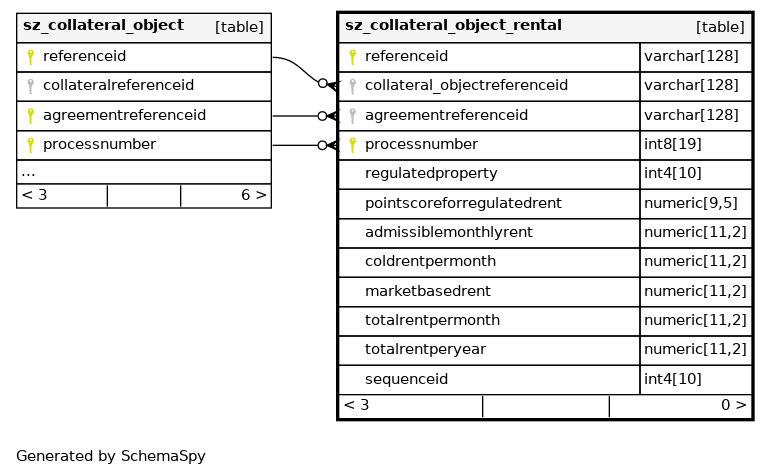 sz_collateral_object [table]
referenceid
collateralreferenceid
agreementreferenceid
processnumber
...
< 3 6 >
sz_collateral_object_rental [table]
referenceid varchar[128]
collateral_objectreferenceid varchar[128]
agreementreferenceid varchar[128]
processnumber int8[19]
regulatedproperty int4[10]
pointscoreforregulatedrent numeric[9,5]
admissiblemonthlyrent numeric[11,2]
coldrentpermonth numeric[11,2]
marketbasedrent numeric[11,2]
totalrentpermonth numeric[11,2]
totalrentperyear numeric[11,2]
sequenceid int4[10]
< 3 0 >
Generated by SchemaSpy